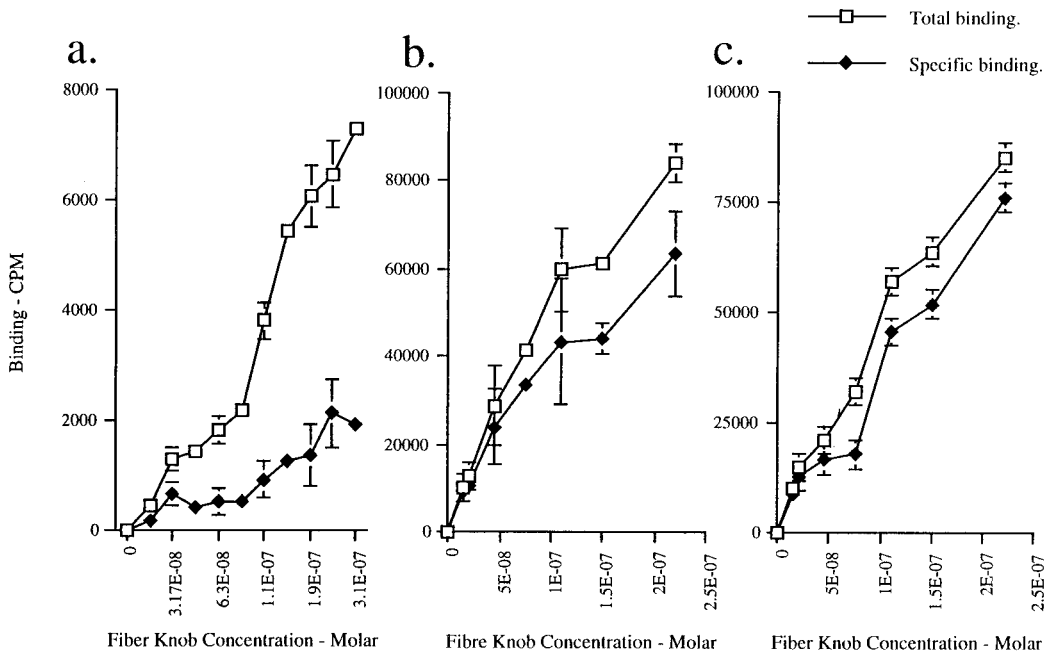 Total binding.
Specific binding.
a.
b.
c.
Binding - CPM
8000
6000
4000
2000
0
0
3.17E-08
6.3E-08
1.1E-07
1.9E-07
3.1E-07
Fiber Knob Concentration - Molar
100000
80000
60000
40000
20000
0
0
5E-08
1E-07
1.5E-07
2E-07
2.5E-07
Fibre Knob Concentration - Molar
100000
75000
50000
25000
0
0
5E-08
1E-07
1.5E-07
2E-07
2.5E-07
Fiber Knob Concentration - Molar